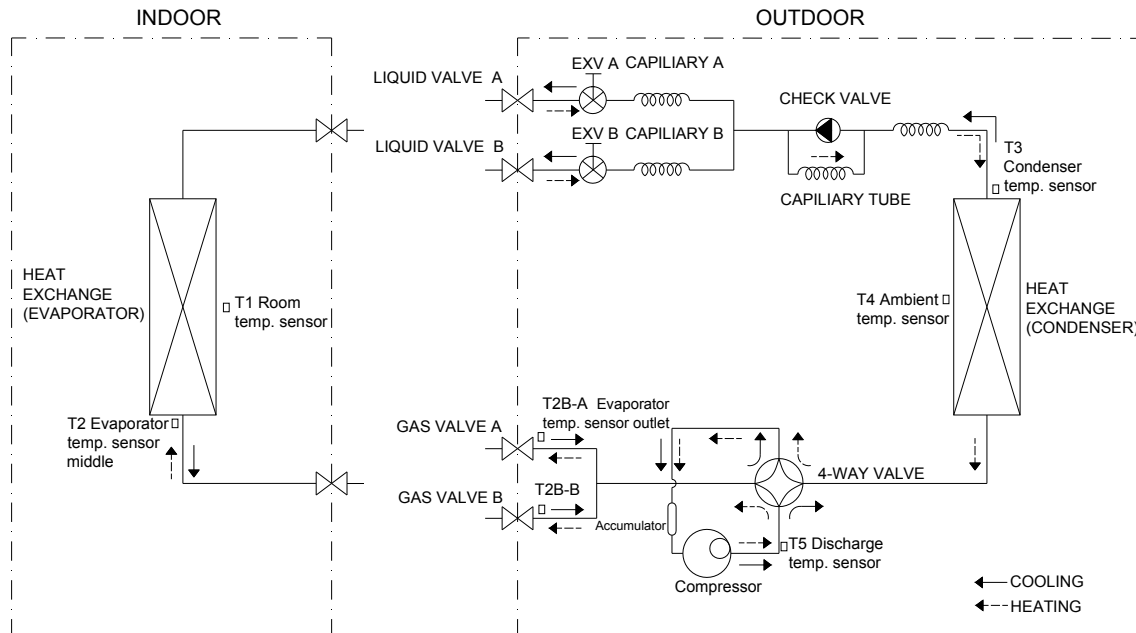 INDOOR
OUTDOOR
LIQUID VALVE A
EXV A CAPILIARY A
LIQUID VALVE B
EXV B CAPILIARY B
CHECK VALVE
CAPILIARY TUBE
T3
Condenser
temp. sensor
HEAT
EXCHANGE
(EVAPORATOR)
T1 Room
temp. sensor
T4 Ambient
temp. sensor
HEAT
EXCHANGE
(CONDENSER)
T2 Evaporator
temp. sensor
middle
GAS VALVE A
T2B-A Evaporator
temp. sensor outlet
4-WAY VALVE
GAS VALVE B
T2B-B
Accumulator
Compressor
T5 Discharge
temp. sensor
COOLING
HEATING